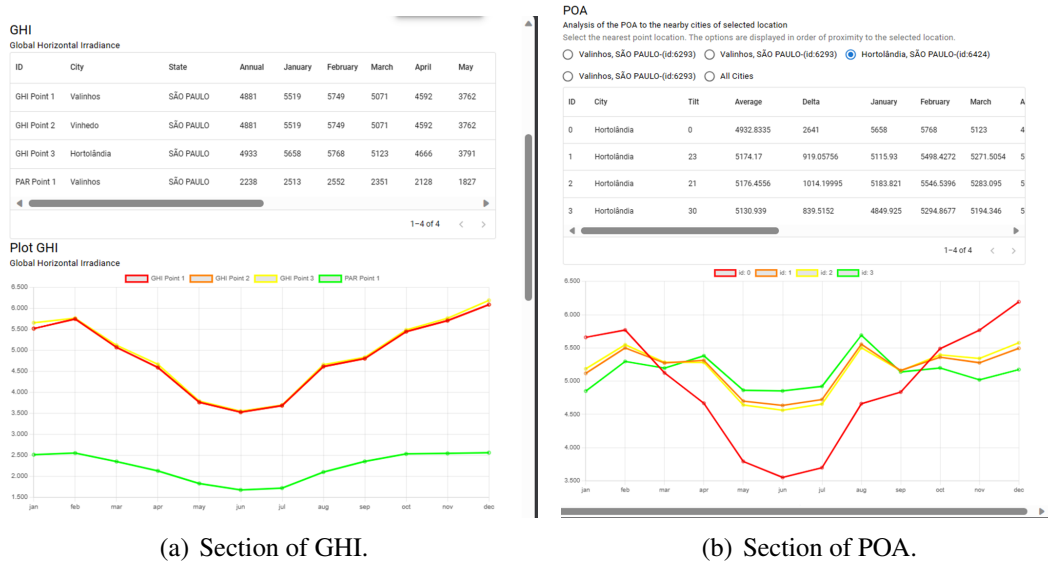 GHI
Global Horizontal Irradiance
ID City State Annual January February March April May
GHI Point 1 Valinhos SÃO PAULO 4881 5519 5749 5071 4592 3762
GHI Point 2 Vinhedo SÃO PAULO 4881 5519 5749 5071 4592 3762
GHI Point 3 Hortolândia SÃO PAULO 4933 5658 5768 5123 4666 3791
PAR Point 1 Valinhos SÃO PAULO 2238 2513 2552 2351 2128 1827
1–4 of 4
Plot GHI
Global Horizontal Irradiance
GHI Point 1 GHI Point 2 GHI Point 3 PAR Point 1
6.500
6.000
5.500
5.000
4.500
4.000
3.500
3.000
2.500
2.000
1.500
jan feb mar apr may jun jul aug sep oct nov dec
(a) Section of GHI.
POA
Analysis of the POA to the nearby cities of selected location
Select the nearest point location. The options are displayed in order of proximity to the selected location.
Valinhos, SÃO PAULO-(id:6293) Valinhos, SÃO PAULO-(id:6293) Hortolândia, SÃO PAULO-(id:6424)
Valinhos, SÃO PAULO-(id:6293) All Cities
ID City Tilt Average Delta January February March A
0 Hortolândia 0 4932.8335 2641 5658 5768 5123 4
1 Hortolândia 23 5174.17 919.05756 5115.93 5498.4272 5271.5054 5
2 Hortolândia 21 5176.4556 1014.19995 5183.821 5546.5396 5283.095 5
3 Hortolândia 30 5130.939 839.5152 4849.925 5294.8677 5194.346 5
1–4 of 4
id: 0 id: 1 id: 2 id: 3
6.500
6.000
5.500
5.000
4.500
4.000
3.500
jan feb mar apr may jun jul aug sep oct nov dec
(b) Section of POA.